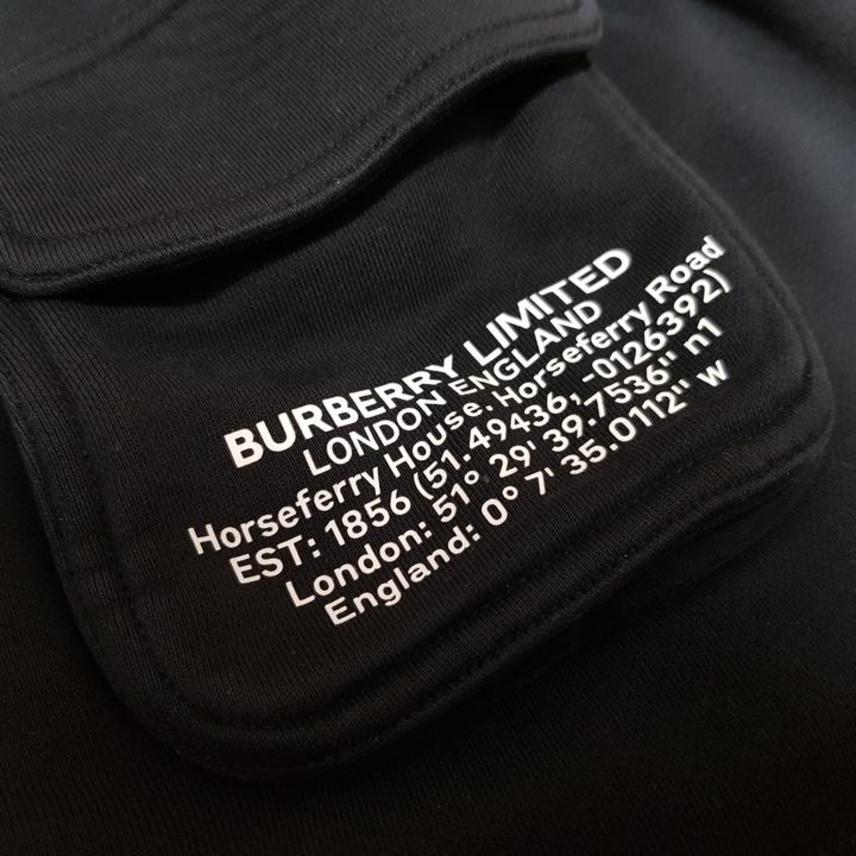 BURBERRY LIMITED
LONDON ENGLAND
Horseferry House. Horseferry Road
EST: 1856 (51.49436, -0126392)
London: 51° 29' 39.7536" n1
England: 0° 7' 35.0112" w